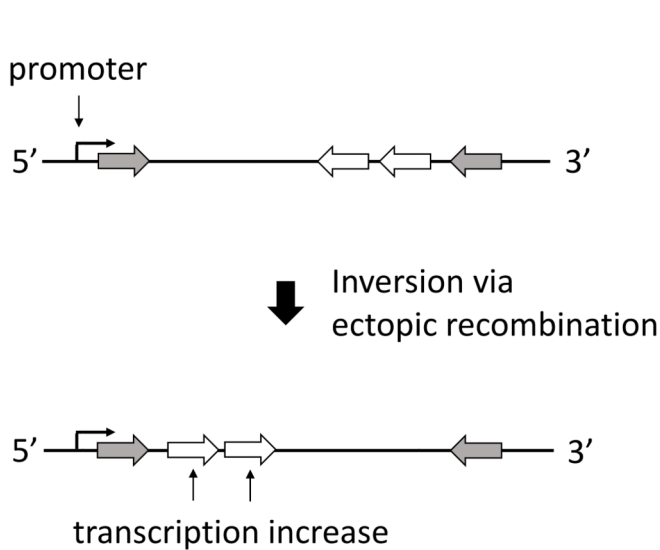 promoter
5’ 3’
Inversion via
ectopic recombination
5’ 3’
transcription increase